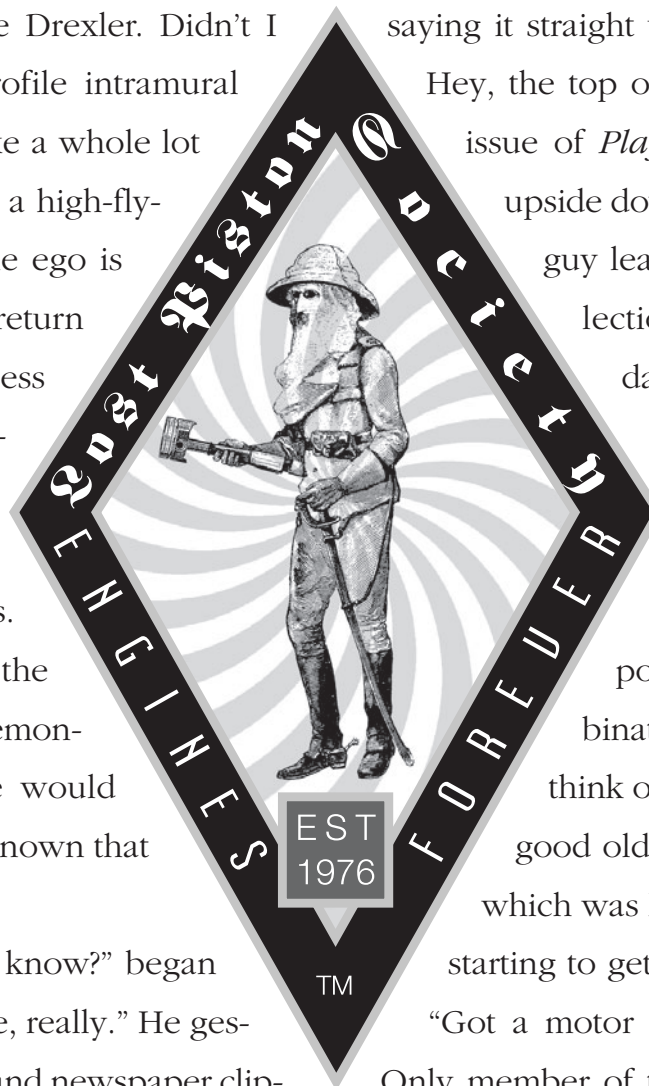 e Drexler. Didn’t I
rofile intramural
ke a whole lot
a high-fly-
e ego is
return
ess
-
s.
the
emon-
e would
nown that
know?” began
e, really.” He ges-
and newspaper clip-
Lost Piston Society
ENGINES FOREVER
EST
1976
TM
saying it straight
Hey, the top o
issue of Play
upside do
guy lea
lectio
da
po
binat
think o
good old
which was
starting to get
“Got a motor
Only member of